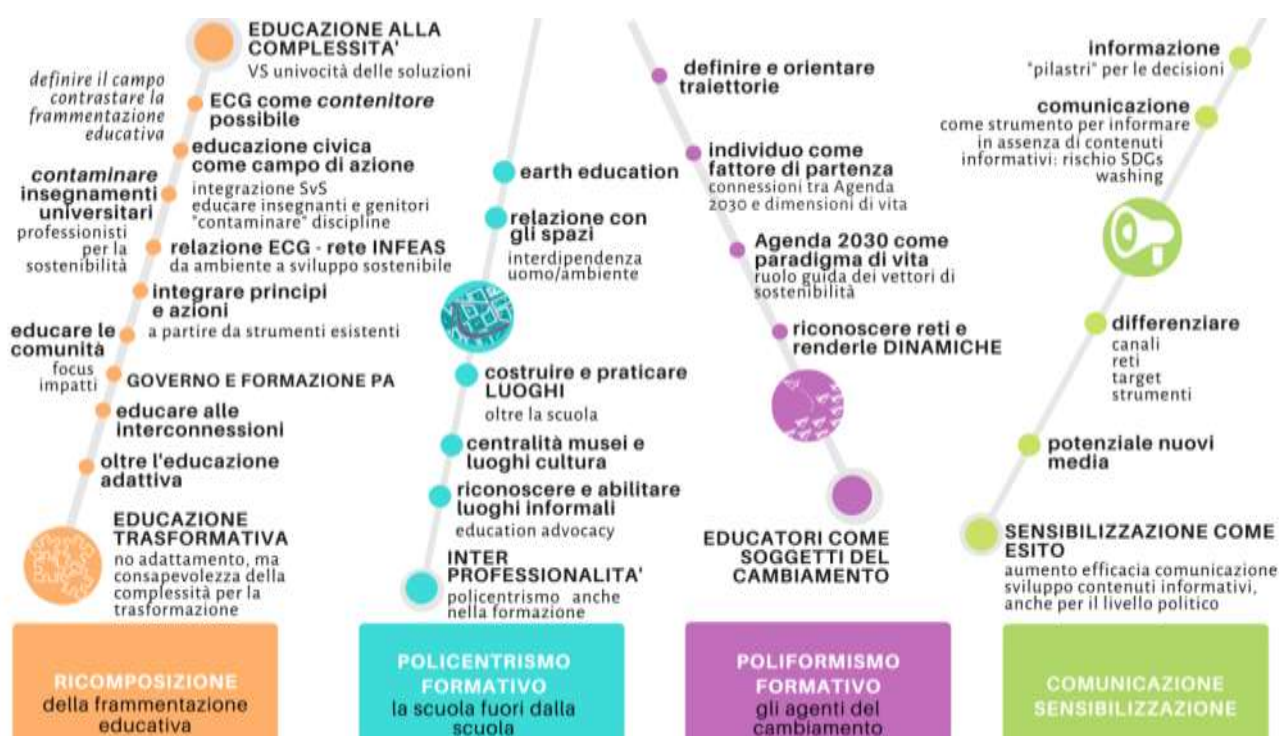 EDUCAZIONE ALLA
COMPLESSITA'
VS univocità delle soluzioni
definire il campo
contrastare la
frammentazione
educativa
ECG come contenitore
possibile
educazione civica
come campo di azione
integrazione SvS
educare insegnanti e genitori
"contaminare" discipline
contaminare
insegnamenti
universitari
professionisti
per la
sostenibilità
relazione ECG - rete INFEAS
da ambiente a sviluppo sostenibile
integrare principi
e azioni
a partire da strumenti esistenti
educare le
comunità
focus
impatti
GOVERNO E FORMAZIONE PA
educare alle
interconnessioni
oltre l'educazione
adattiva
EDUCAZIONE
TRASFORMATIVA
no adattamento, ma
consapevolezza della
complessità per la
trasformazione
RICOMPOSIZIONE
della frammentazione
educativa
earth education
relazione con
gli spazi
interdipendenza
uomo/ambiente
costruire e praticare
LUOGHI
oltre la scuola
centralità musei e
luoghi cultura
riconoscere e abilitare
luoghi informali
education advocacy
INTER
PROFESSIONALITA'
policentrismo anche
nella formazione
POLICENTRISMO
FORMATIVO
la scuola fuori dalla
scuola
definire e orientare
traiettorie
individuo come
fattore di partenza
connessioni tra Agenda
2030 e dimensioni di vita
Agenda 2030 come
paradigma di vita
ruolo guida dei vettori di
sostenibilità
riconoscere reti e
renderle DINAMICHE
EDUCATORI COME
SOGGETTI DEL
CAMBIAMENTO
POLIFORMISMO
FORMATIVO
gli agenti del
cambiamento
informazione
"pilastri" per le decisioni
comunicazione
come strumento per informare
in assenza di contenuti
informativi: rischio SDGs
washing
differenziare
canali
reti
target
strumenti
potenziale nuovi
media
SENSIBILIZZAZIONE COME
ESITO
aumento efficacia comunicazione
sviluppo contenuti informativi,
anche per il livello politico
COMUNICAZIONE
SENSIBILIZZAZIONE